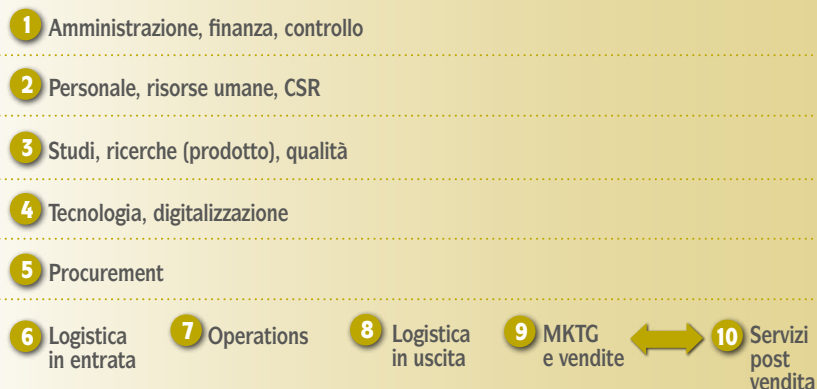 1 Amministrazione, finanza, controllo
2 Personale, risorse umane, CSR
3 Studi, ricerche (prodotto), qualità
4 Tecnologia, digitalizzazione
5 Procurement
6 Logistica
in entrata
7 Operations
8 Logistica
in uscita
9 MKTG
e vendite
10 Servizi
post
vendita